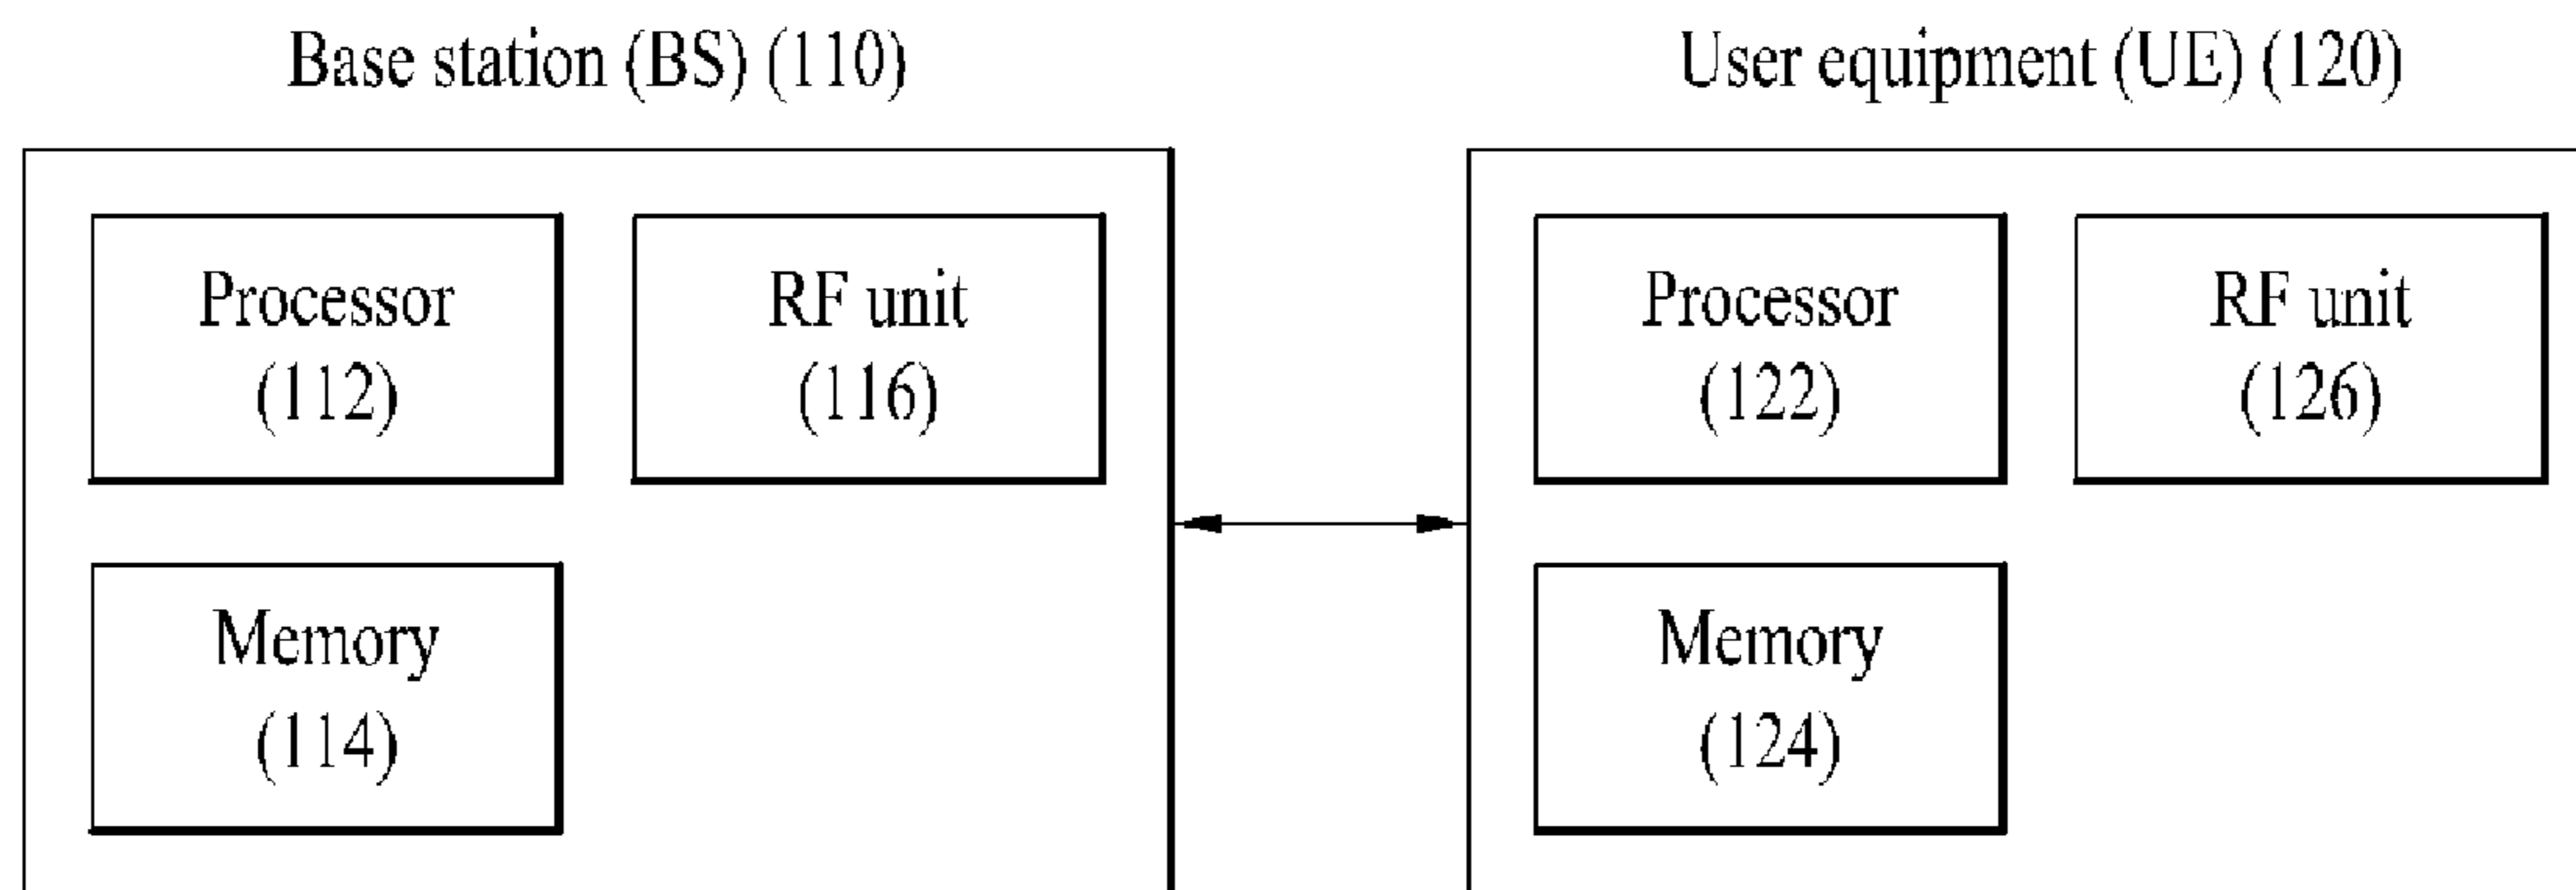 Base station (BS) (110)
Processor
(112)
RF unit
(116)
Memory
(114)
User equipment (UE) (120)
Processor
(122)
RF unit
(126)
Memory
(124)